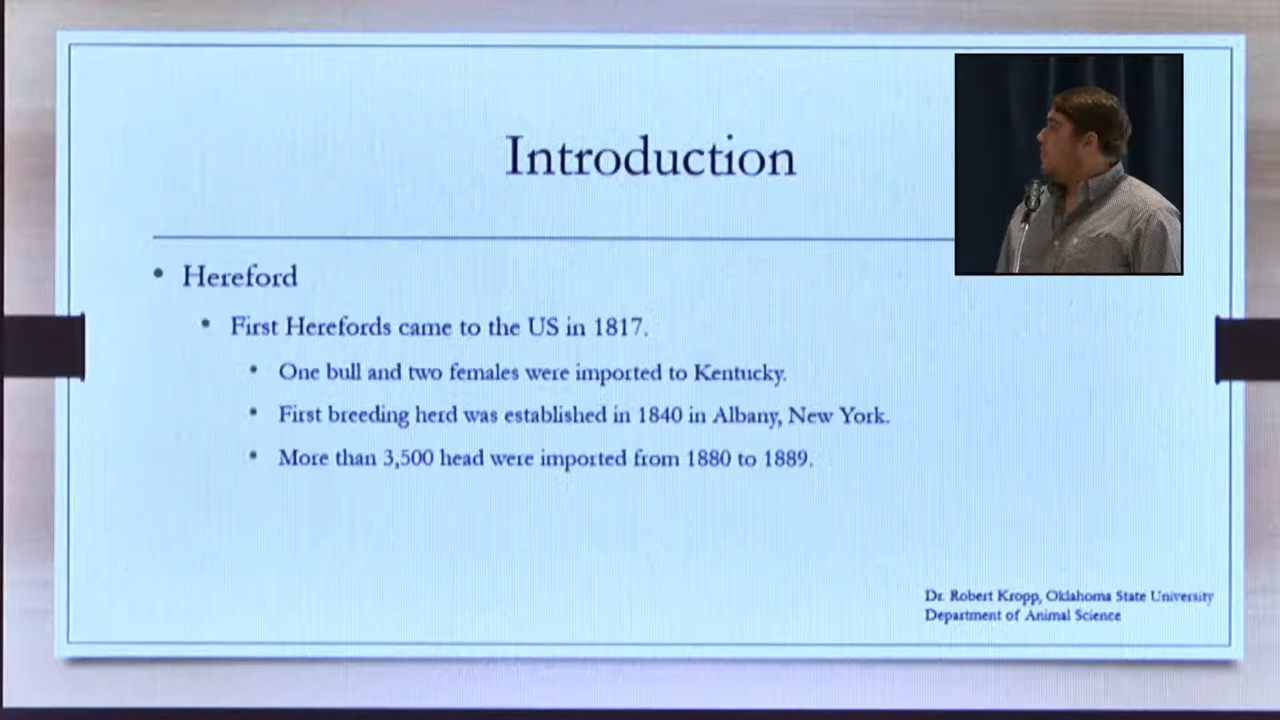 Introduction
• Hereford
• First Herefords came to the US in 1817.
• One bull and two females were imported to Kentucky.
• First breeding herd was established in 1840 in Albany, New York.
• More than 3,500 head were imported from 1880 to 1889.
Dr. Robert Kropp, Oklahoma State University
Department of Animal Science